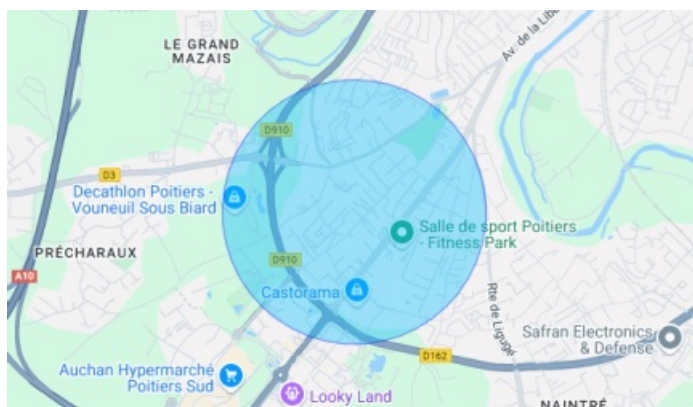 LE GRAND
MAZAIS
Av. de la Libe
D910
D3
Decathlon Poitiers -
Vouneuil Sous Biard
Salle de sport Poitiers
- Fitness Park
PRÉCHARAUX
D910
A10
Castorama
Rte de Ligugé
Safran Electronics
& Defense
D162
Auchan Hypermarché
Poitiers Sud
Looky Land
NAINTRÉ